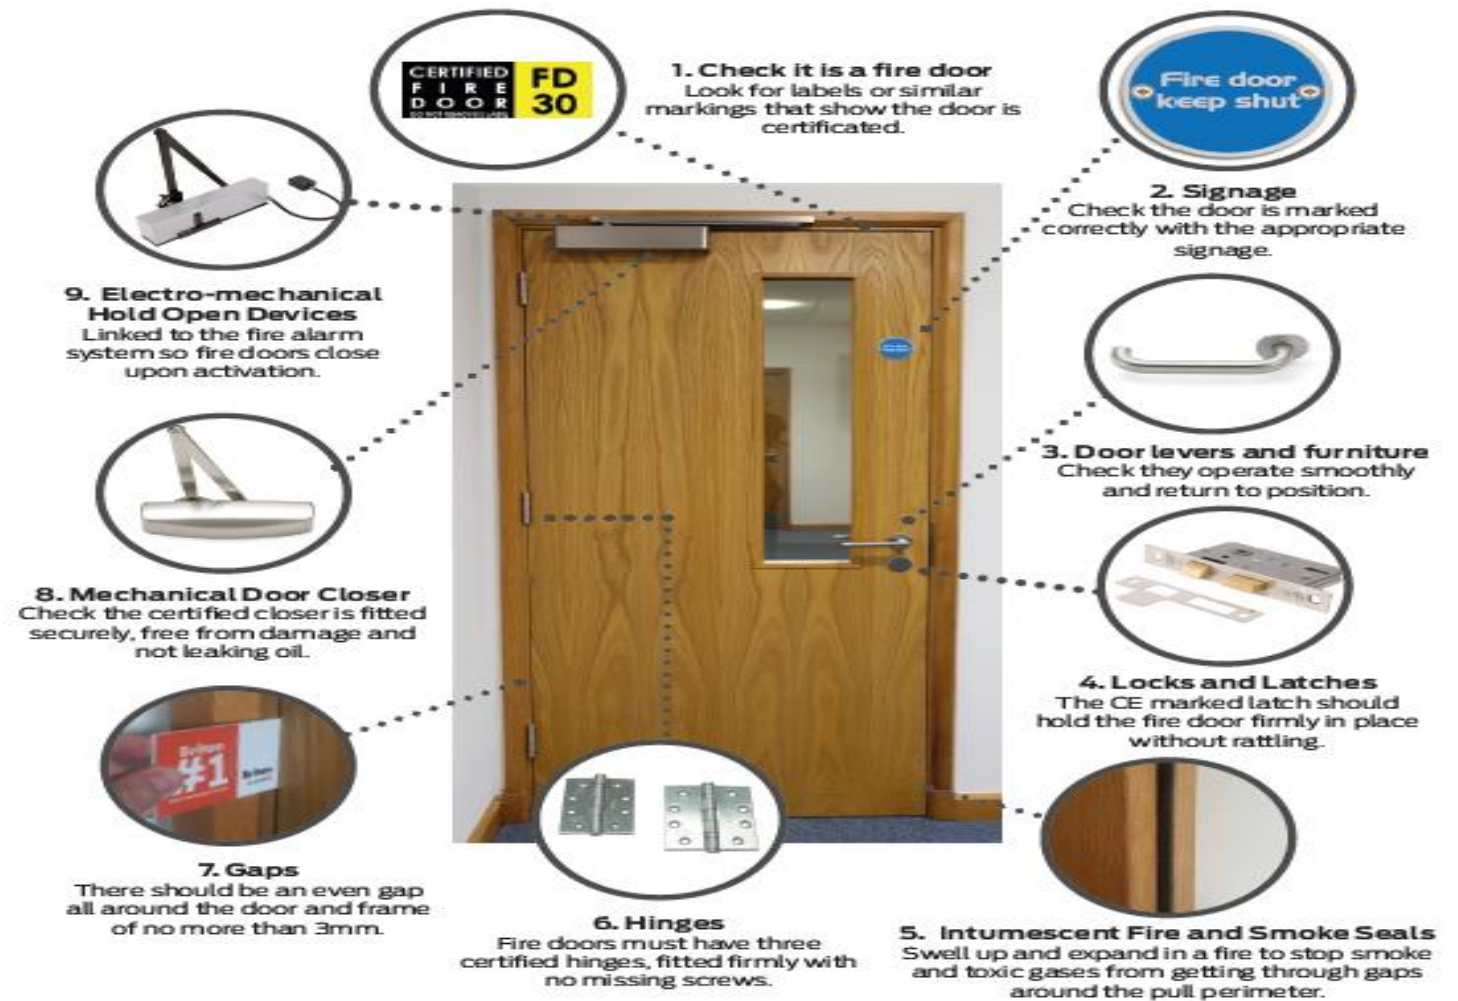 CERTIFIED
FIRE
DOOR
FD
30
1. Check it is a fire door
Look for labels or similar
markings that show the door is
certificated.
Fire door
keep shut
2. Signage
Check the door is marked
correctly with the appropriate
signage.
3. Door levers and furniture
Check they operate smoothly
and return to position.
4. Locks and Latches
The CE marked latch should
hold the fire door firmly in place
without rattling.
5. Intumescent Fire and Smoke Seals
Swell up and expand in a fire to stop smoke
and toxic gases from getting through gaps
around the pull perimeter.
6. Hinges
Fire doors must have three
certified hinges, fitted firmly with
no missing screws.
Briton
#1
Briton
7. Gaps
There should be an even gap
all around the door and frame
of no more than 3mm.
8. Mechanical Door Closer
Check the certified closer is fitted
securely, free from damage and
not leaking oil.
9. Electro-mechanical
Hold Open Devices
Linked to the fire alarm
system so fire doors close
upon activation.